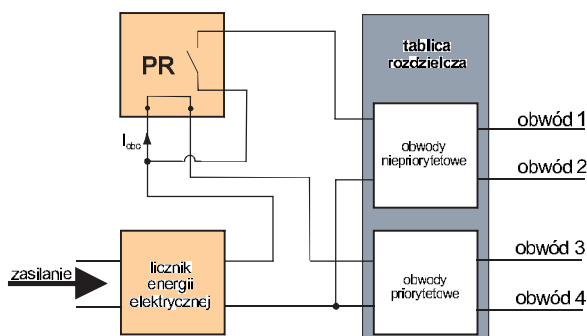 PR
tablica
rozdzielcza
I obc
obwody
niepriorytetowe
obwód 1
obwód 2
zasilanie
licznik
energii
elektrycznej
obwody
priorytetowe
obwód 3
obwód 4